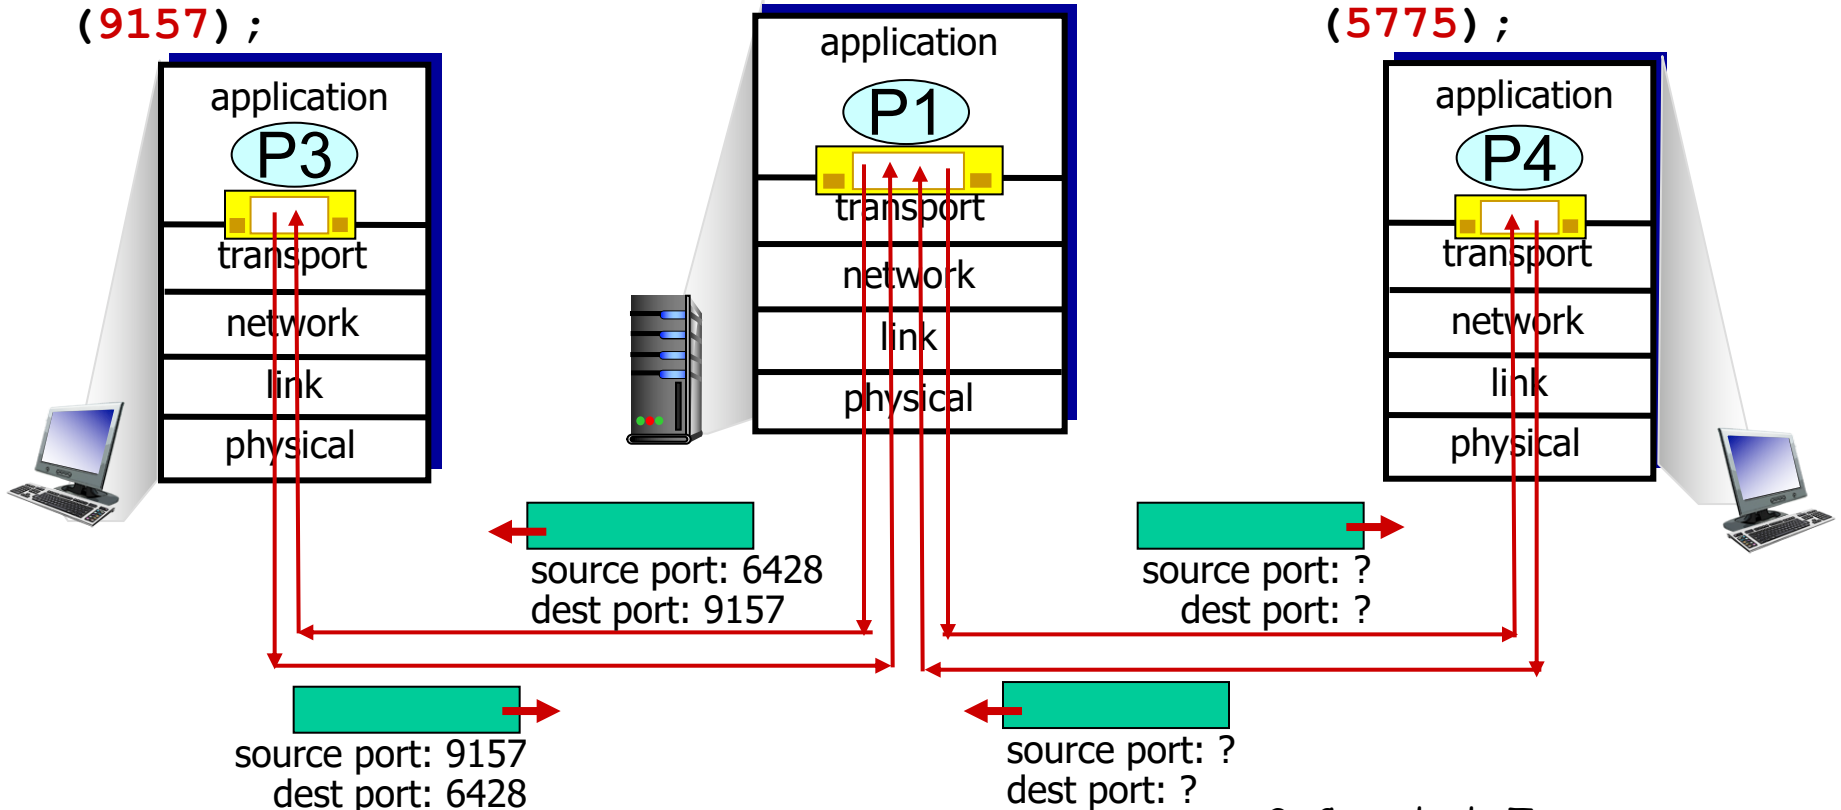 (9157);
(5775);
application
P3
transport
network
link
physical
application
P1
transport
network
link
physical
application
P4
transport
network
link
physical
source port: 6428
dest port: 9157
source port: ?
dest port: ?
source port: 9157
dest port: 6428
source port: ?
dest port: ?